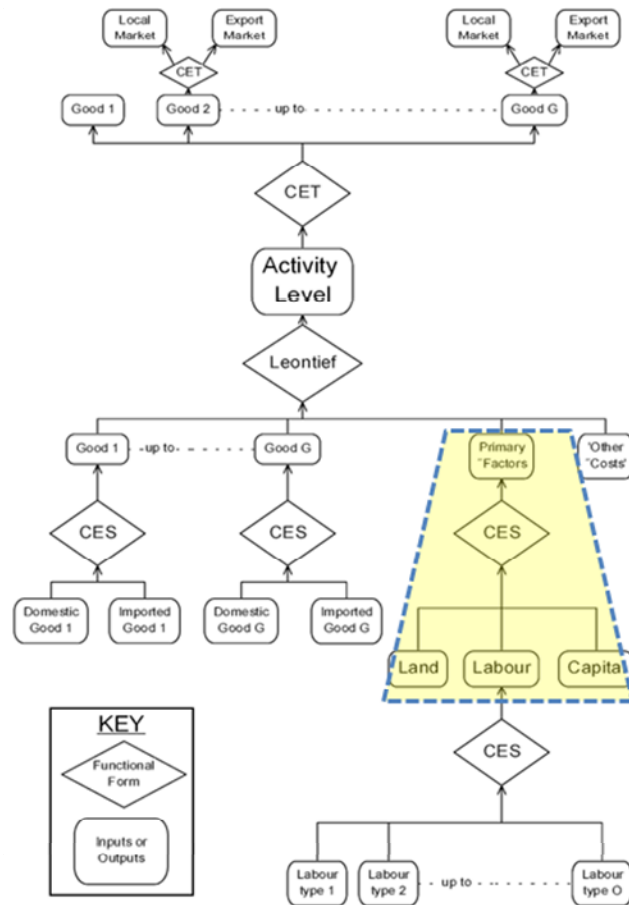 Local
Market
Export
Market
Local
Market
Export
Market
CET
CET
Good 1
Good 2
up to
Good G
CET
Activity
Level
Leontief
Good 1
up to
Good G
Primary
Factors
'Other
Costs'
CES
CES
CES
Domestic
Good 1
Imported
Good 1
Domestic
Good G
Imported
Good G
Land
Labour
Capital
KEY
Functional
Form
Inputs or
Outputs
CES
Labour
type 1
Labour
type 2
up to
Labour
type O